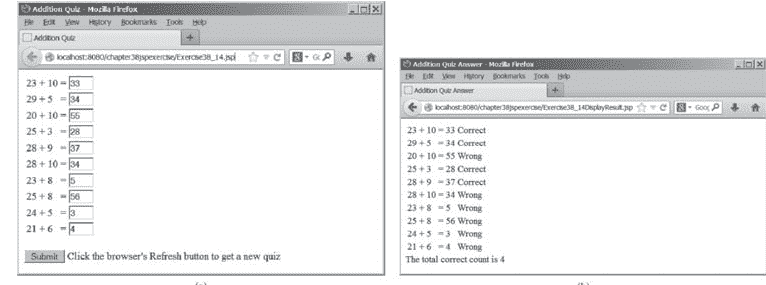 Addition Quiz - Mozilla Firefox
File Edit View History Bookmarks Tools Help
Addition Quiz
localhost:8080/chapter38jspexercise/Exercise38_14.jsp
23 + 10 = 33
29 + 5 = 34
20 + 10 = 55
25 + 3 = 28
28 + 9 = 37
28 + 10 = 34
23 + 8 = 5
25 + 8 = 56
24 + 5 = 3
21 + 6 = 4
Submit Click the browser's Refresh button to get a new quiz
Addition Quiz Answer - Mozilla Firefox
File Edit View History Bookmarks Tools Help
Addition Quiz Answer
localhost:8080/chapter38jspexercise/Exercise38_14DisplayResult.jsp Goog
23 + 10 = 33 Correct
29 + 5 = 34 Correct
20 + 10 = 55 Wrong
25 + 3 = 28 Correct
28 + 9 = 37 Correct
28 + 10 = 34 Wrong
23 + 8 = 5 Wrong
25 + 8 = 56 Wrong
24 + 5 = 3 Wrong
21 + 6 = 4 Wrong
The total correct count is 4